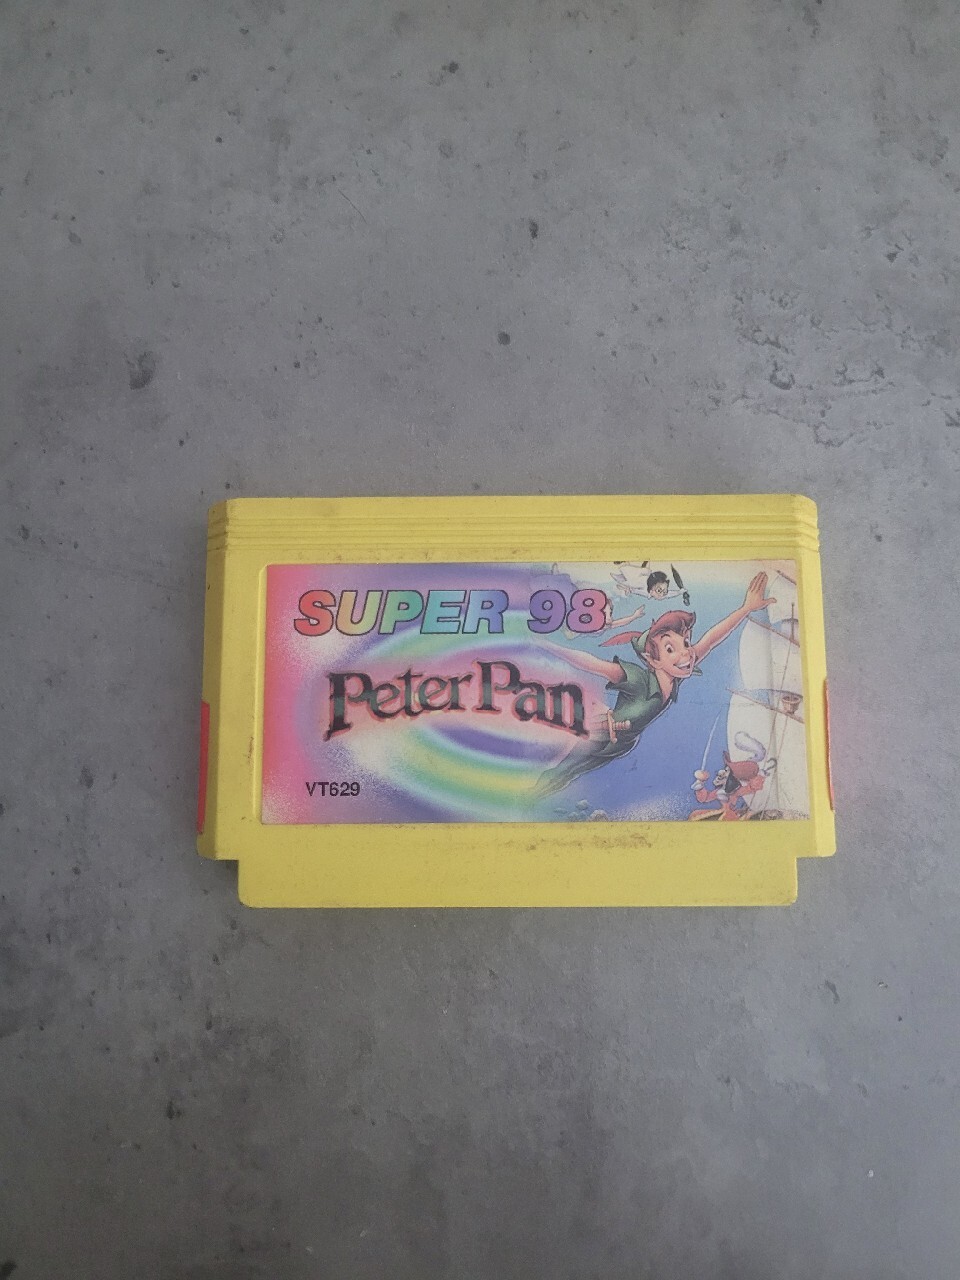 SUPER 98
Peter Pan
VT629